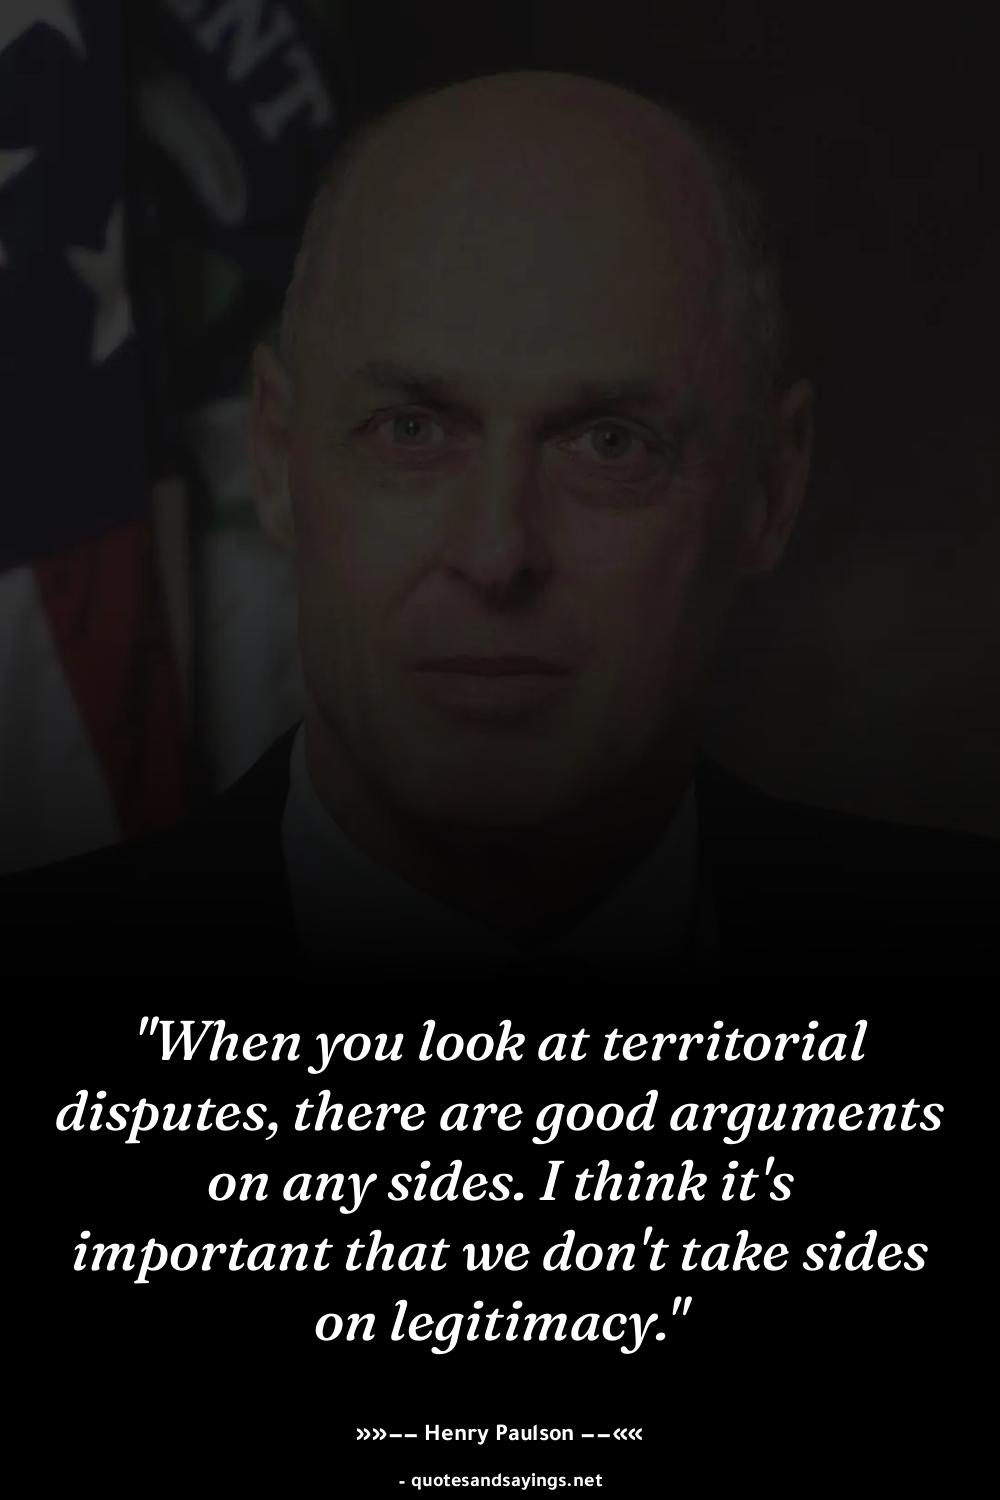 ENT
"When you look at territorial
disputes, there are good arguments
on any sides. I think it's
important that we don't take sides
on legitimacy."
»»−− Henry Paulson −−««
- quotesandsayings.net